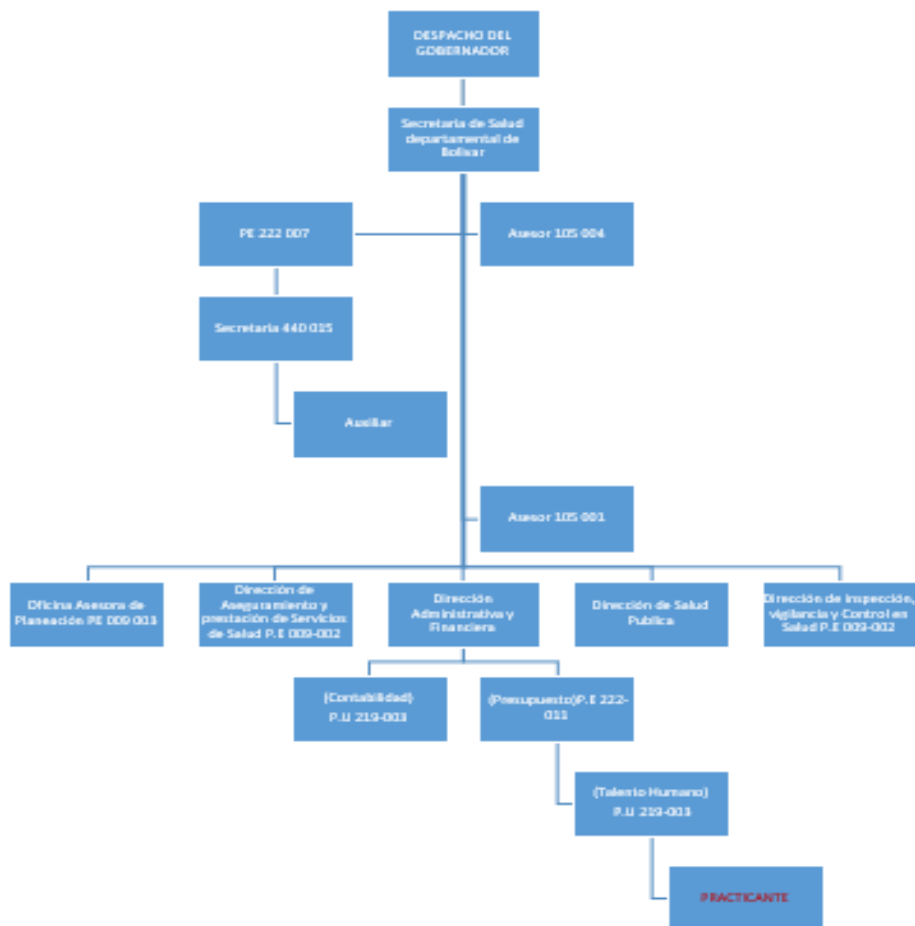 DESPACHO DEL
GOBERNADOR
Secretaria de Salud
departamental de
Bolivar
PE 222 007
Asesor 105 004
Secretaria 440 015
Auxiliar
Asesor 105 001
Oficina Asesora de
Planeación PE 009 003
Dirección de
Aseguramiento y
prestación de Servicios
de Salud P.E 009-002
Dirección
Administrativa y
Financiera
Dirección de Salud
Publica
Dirección de inspección,
vigilancia y Control en
Salud P.E 009-002
(Contabilidad)
P.U 219-003
(Presupuesto)P.E 222-
011
(Talento Humano)
P.U 219-003
PRACTICANTE